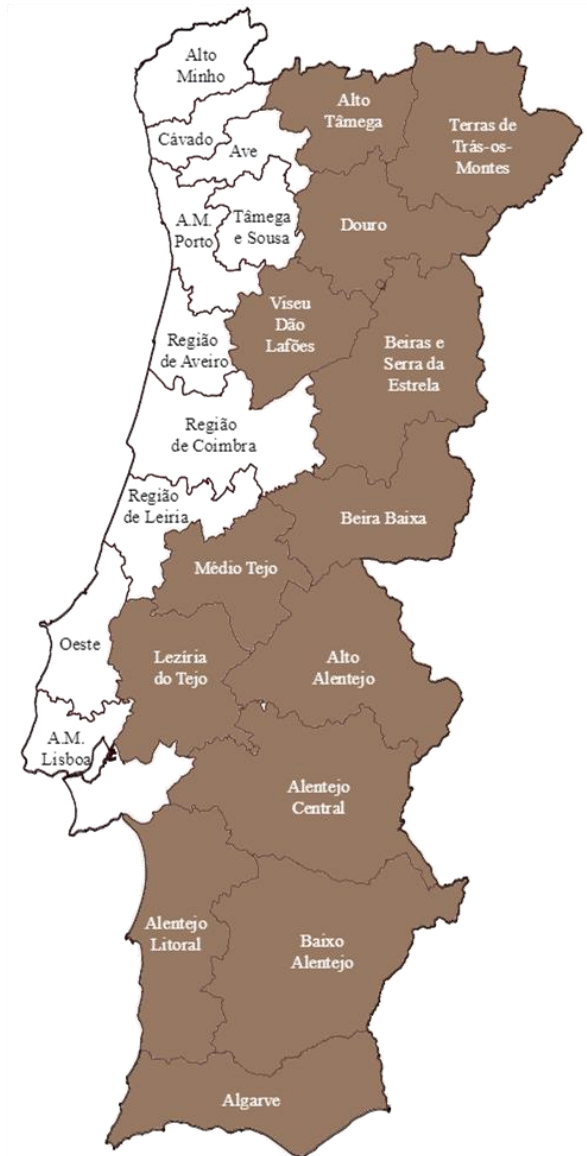 Alto
Minho
Alto
Tâmega
Terras de
Trás-os-
Montes
Cávado
Ave
A.M.
Porto
Tâmega
e Sousa
Douro
Viseu
Dão
Lafões
Região
de Aveiro
Beiras e
Serra da
Estrela
Região
de Coimbra
Região
de Leiria
Beira Baixa
Médio Tejo
Oeste
Lezíria
do Tejo
Alto
Alentejo
A.M.
Lisboa
Alentejo
Central
Alentejo
Litoral
Baixo
Alentejo
Algarve